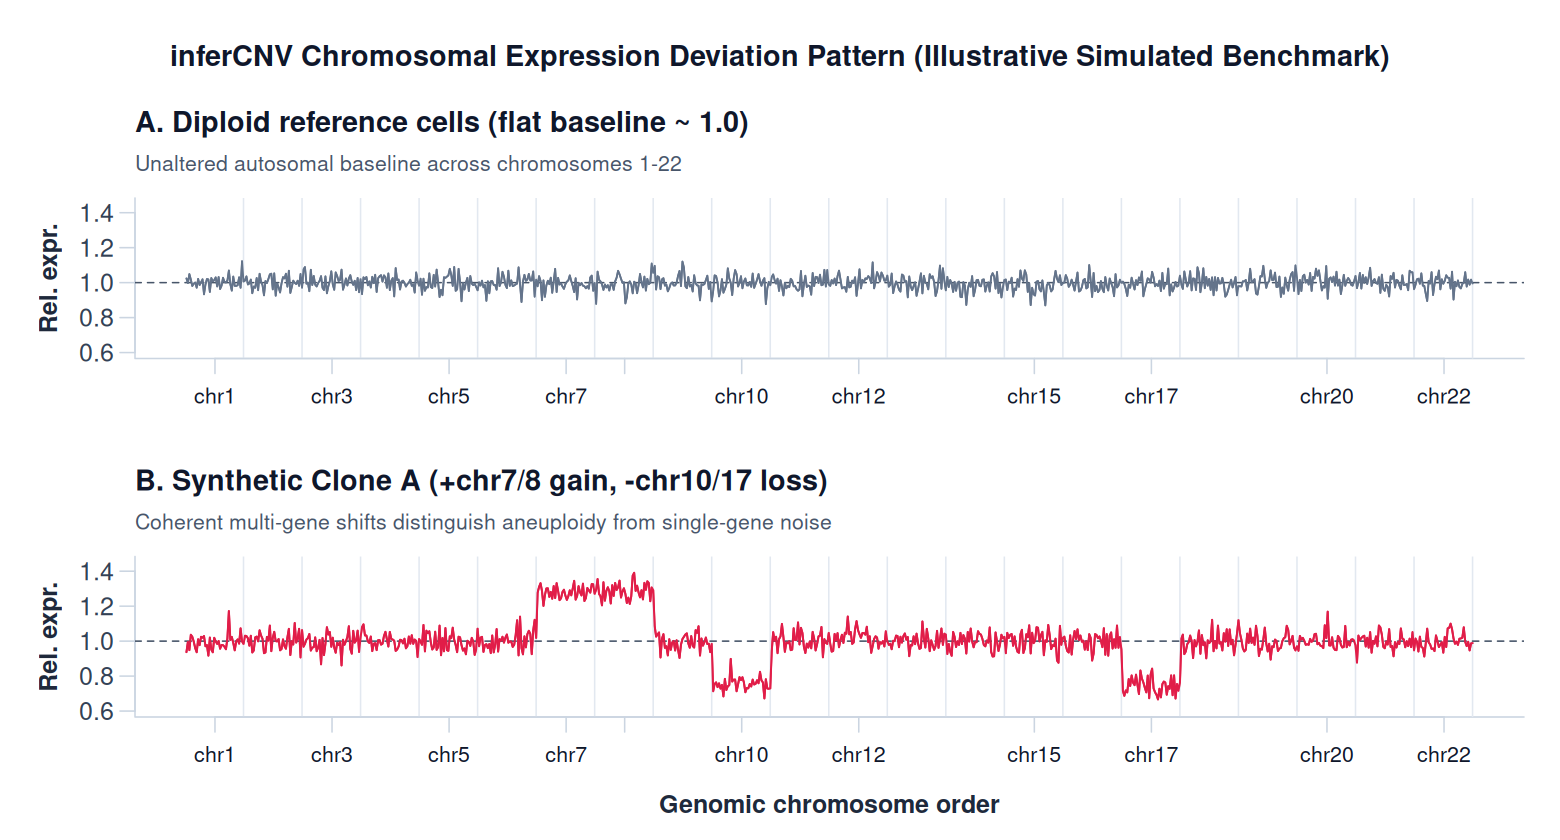 inferCNV Chromosomal Expression Deviation Pattern (Illustrative Simulated Benchmark)
A. Diploid reference cells (flat baseline ~ 1.0)
Unaltered autosomal baseline across chromosomes 1-22
Rel. expr.
1.4
1.2
1.0
0.8
0.6
chr1 chr3 chr5 chr7 chr10 chr12 chr15 chr17 chr20 chr22
B. Synthetic Clone A (+chr7/8 gain, -chr10/17 loss)
Coherent multi-gene shifts distinguish aneuploidy from single-gene noise
Rel. expr.
1.4
1.2
1.0
0.8
0.6
chr1 chr3 chr5 chr7 chr10 chr12 chr15 chr17 chr20 chr22
Genomic chromosome order